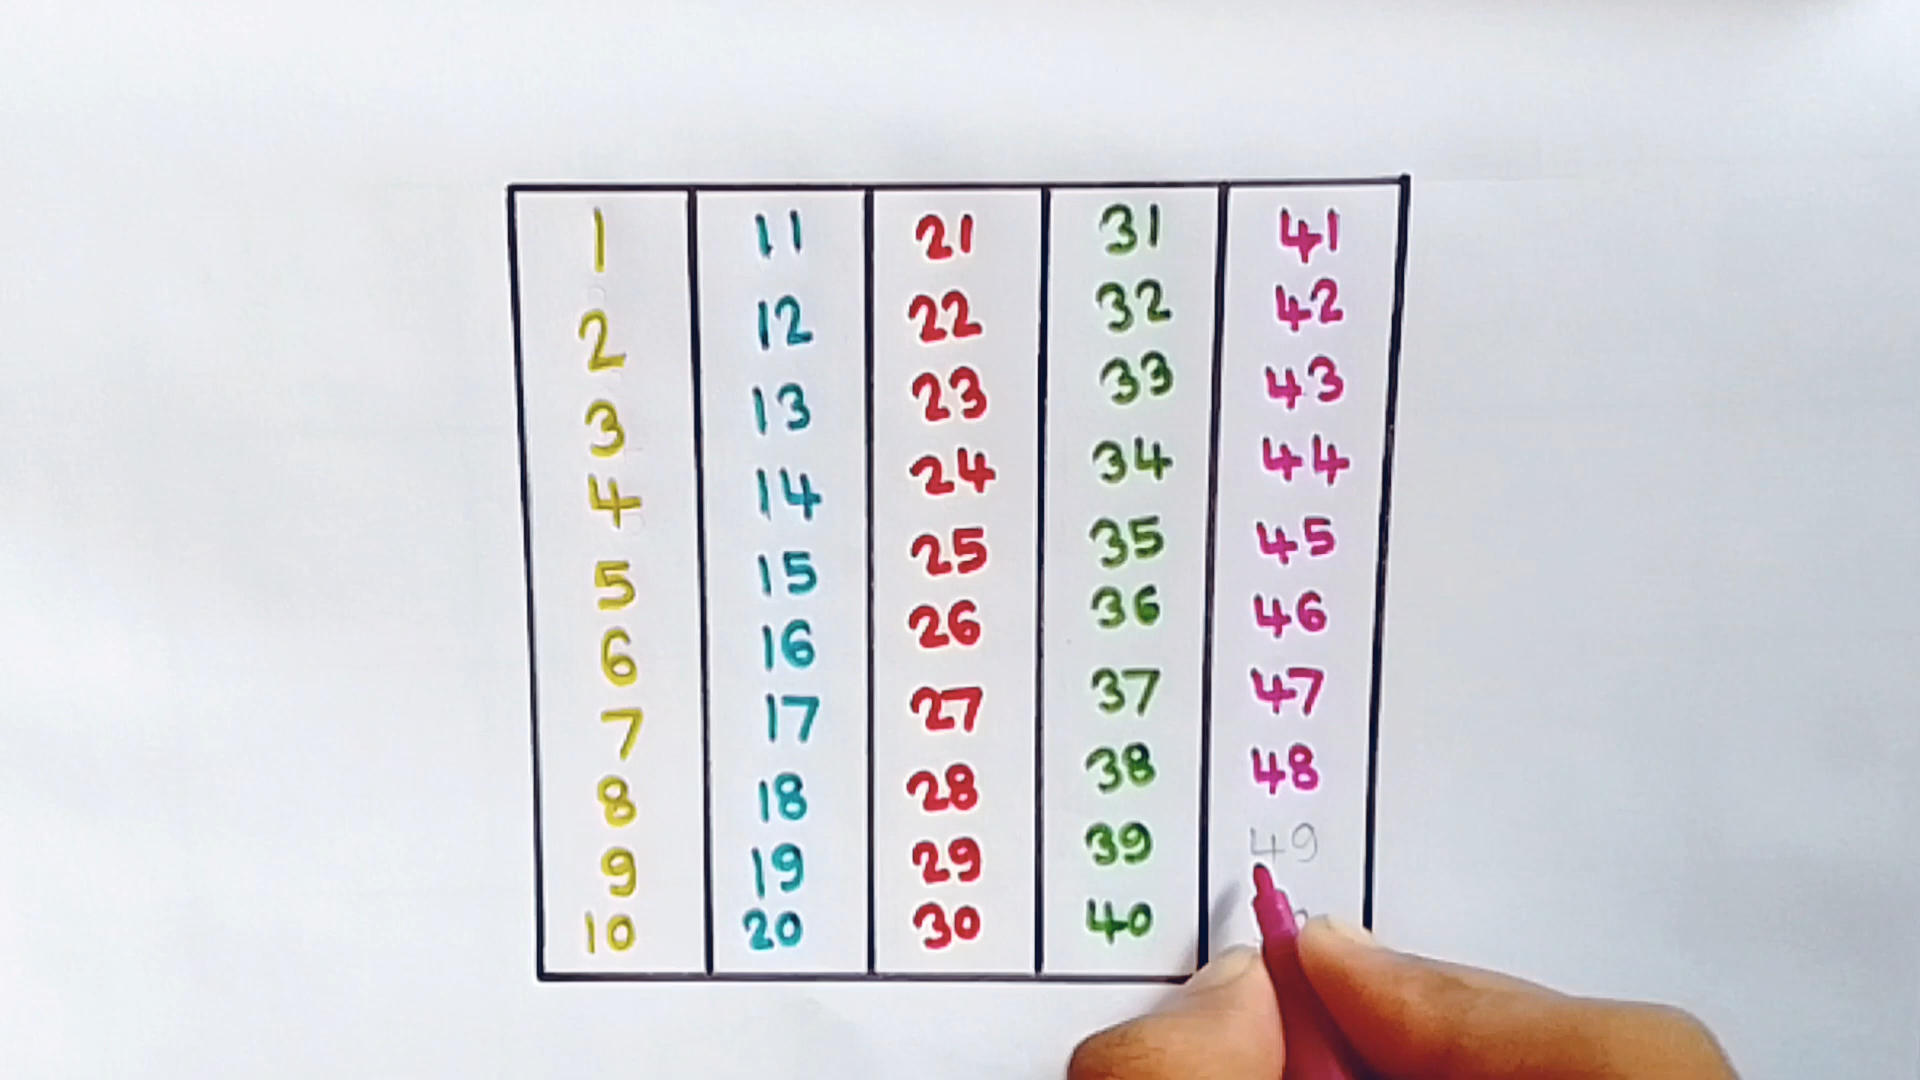 1 11 21 31 41
2 12 22 32 42
3 13 23 33 43
4 14 24 34 44
5 15 25 35 45
6 16 26 36 46
7 17 27 37 47
8 18 28 38 48
9 19 29 39 49
10 20 30 40